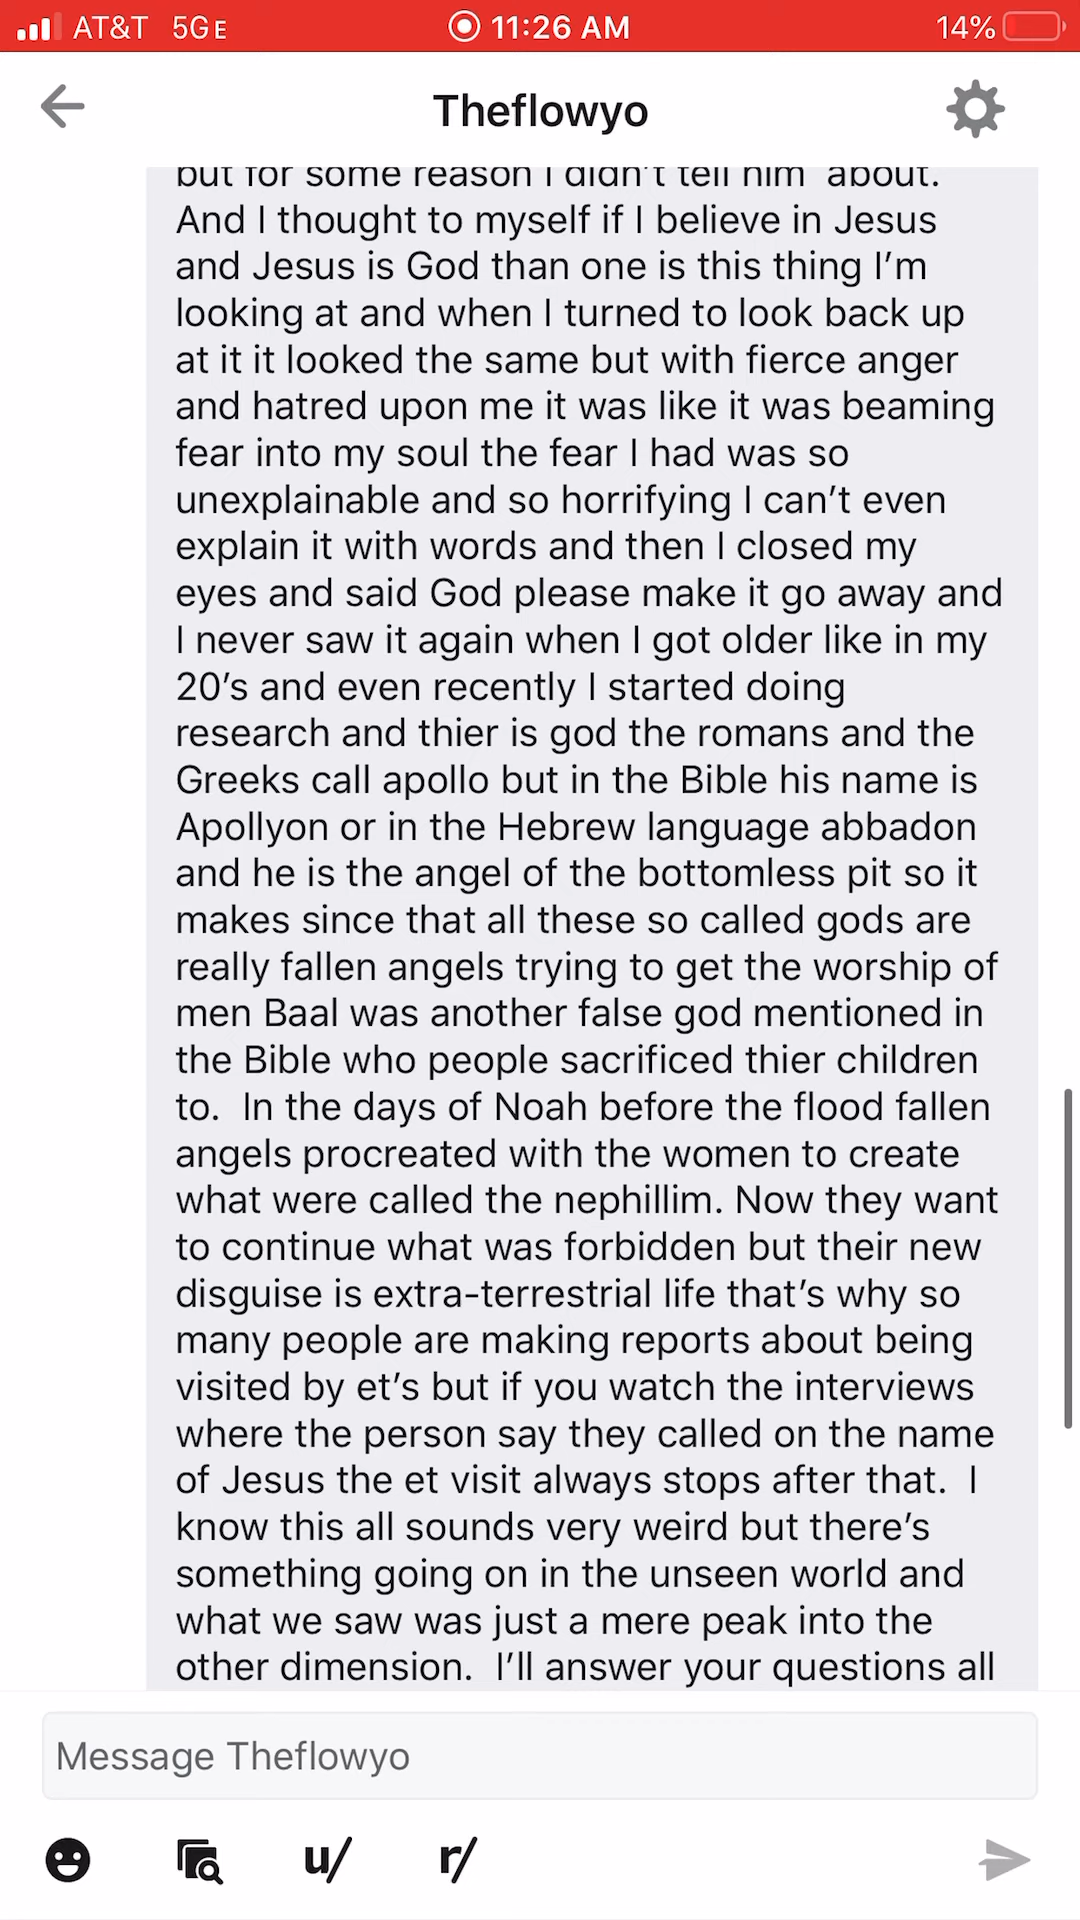 AT&T 5GE 11:26 AM 14%
Theflowyo
but for some reason I didn't tell him  about.
And I thought to myself if I believe in Jesus
and Jesus is God than one is this thing I'm
looking at and when I turned to look back up
at it it looked the same but with fierce anger
and hatred upon me it was like it was beaming
fear into my soul the fear I had was so
unexplainable and so horrifying I can't even
explain it with words and then I closed my
eyes and said God please make it go away and
I never saw it again when I got older like in my
20's and even recently I started doing
research and thier is god the romans and the
Greeks call apollo but in the Bible his name is
Apollyon or in the Hebrew language abbadon
and he is the angel of the bottomless pit so it
makes since that all these so called gods are
really fallen angels trying to get the worship of
men Baal was another false god mentioned in
the Bible who people sacrificed thier children
to.  In the days of Noah before the flood fallen
angels procreated with the women to create
what were called the nephillim. Now they want
to continue what was forbidden but their new
disguise is extra-terrestrial life that's why so
many people are making reports about being
visited by et's but if you watch the interviews
where the person say they called on the name
of Jesus the et visit always stops after that.  I
know this all sounds very weird but there's
something going on in the unseen world and
what we saw was just a mere peak into the
other dimension.  I'll answer your questions all
Message Theflowyo
u/ r/